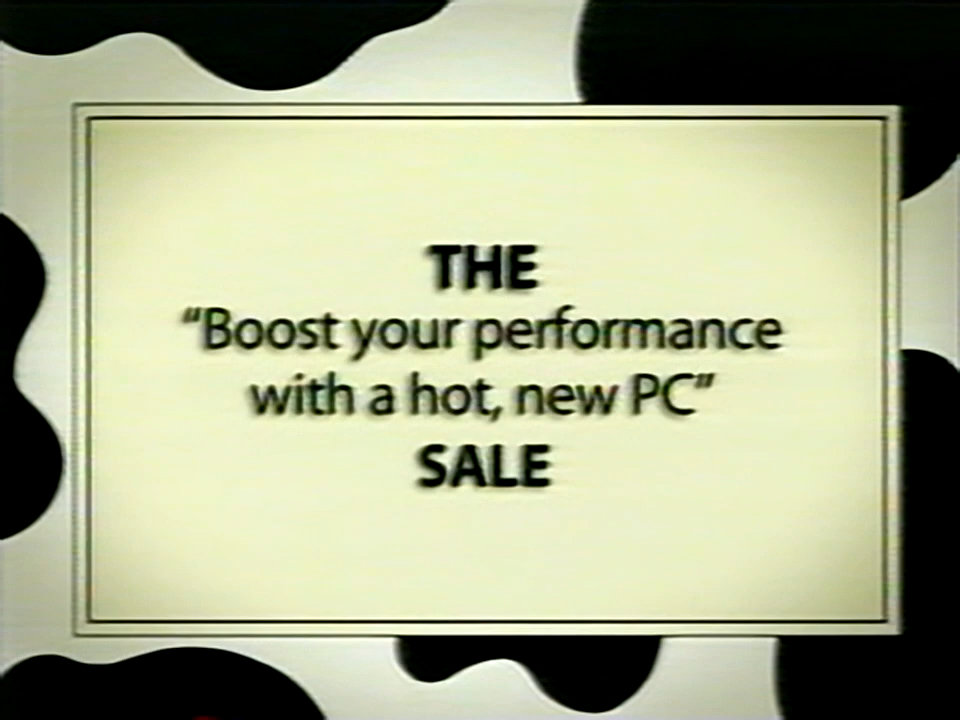 THE
“Boost your performance
with a hot, new PC”
SALE